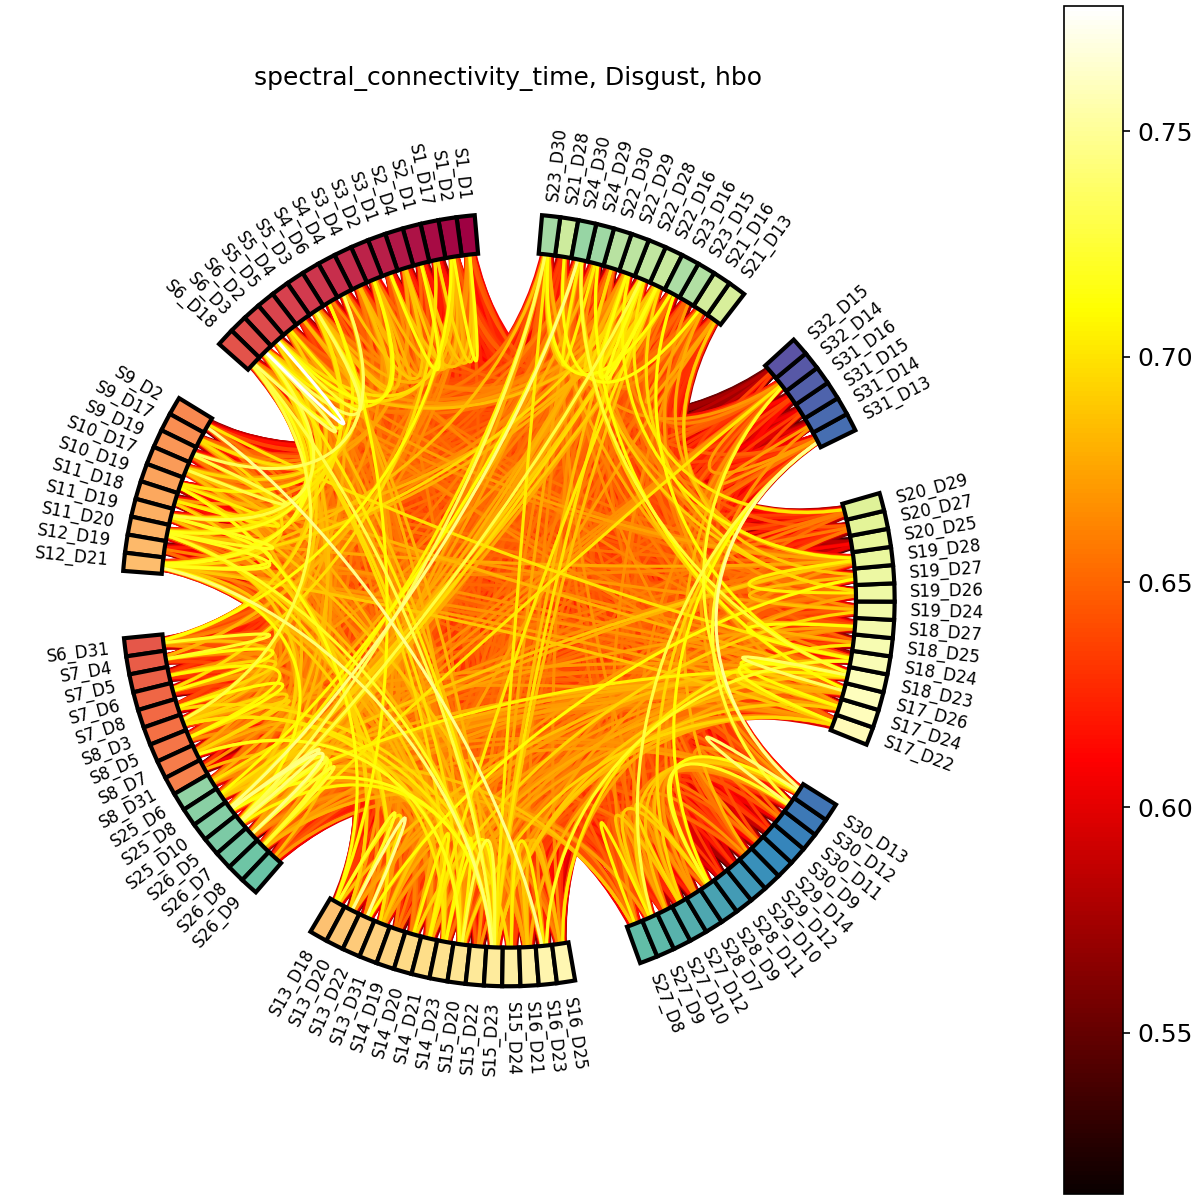 spectral_connectivity_time, Disgust, hbo
S1_D1
S1_D2
S1_D17
S2_D1
S2_D4
S3_D1
S3_D2
S3_D4
S4_D4
S4_D6
S5_D3
S5_D4
S5_D5
S6_D2
S6_D3
S6_D18
S9_D2
S9_D17
S9_D19
S10_D17
S10_D19
S11_D18
S11_D19
S11_D20
S12_D19
S12_D21
S6_D31
S7_D4
S7_D5
S7_D6
S7_D8
S8_D3
S8_D5
S8_D7
S8_D31
S25_D6
S25_D8
S25_D10
S26_D5
S26_D7
S26_D8
S26_D9
S13_D18
S13_D20
S13_D22
S13_D31
S14_D19
S14_D20
S14_D21
S14_D23
S15_D20
S15_D22
S15_D23
S15_D24
S16_D21
S16_D23
S16_D25
S27_D8
S27_D9
S27_D10
S27_D12
S28_D7
S28_D9
S28_D11
S29_D10
S29_D12
S29_D14
S30_D9
S30_D11
S30_D12
S30_D13
S17_D22
S17_D24
S17_D26
S18_D23
S18_D24
S18_D25
S18_D27
S19_D24
S19_D26
S19_D27
S19_D28
S20_D25
S20_D27
S20_D29
S31_D13
S31_D14
S31_D15
S31_D16
S32_D14
S32_D15
S21_D13
S21_D16
S23_D15
S23_D16
S22_D16
S22_D28
S22_D29
S22_D30
S24_D29
S24_D30
S21_D28
S23_D30
0.75
0.70
0.65
0.60
0.55